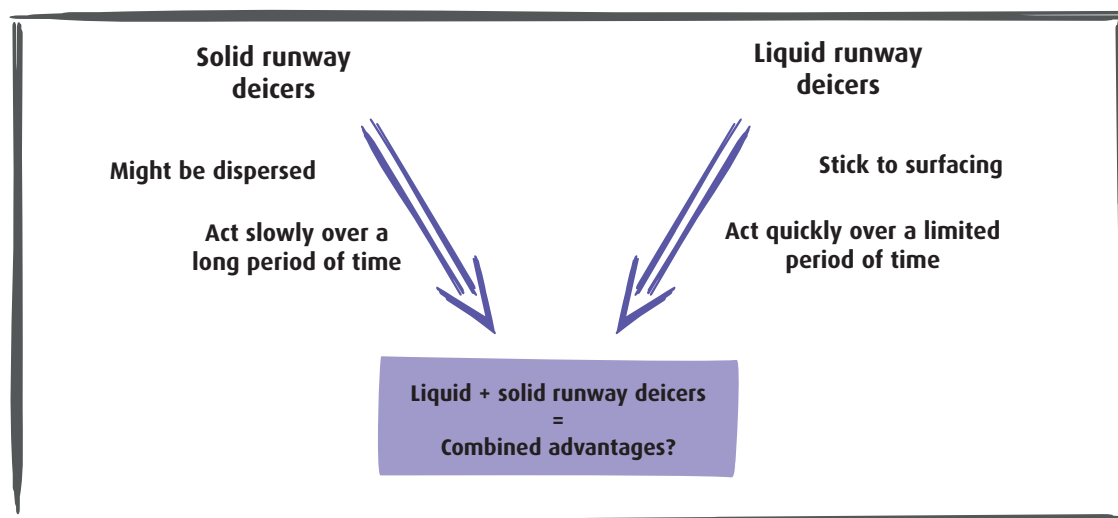 Solid runway
deicers
Might be dispersed
Act slowly over a
long period of time
Liquid runway
deicers
Stick to surfacing
Act quickly over a limited
period of time
Liquid + solid runway deicers
=
Combined advantages?